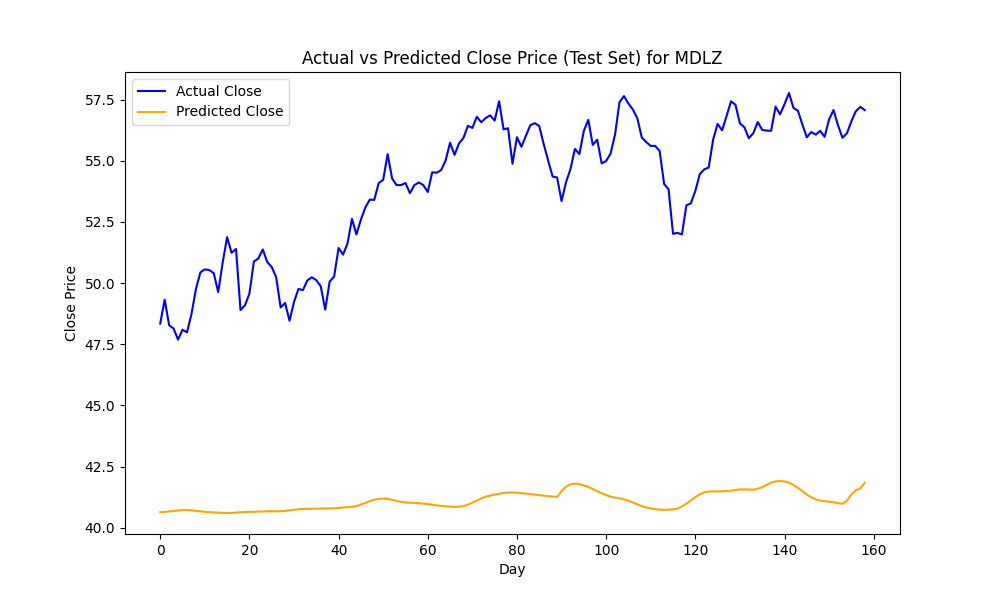 Actual vs Predicted Close Price (Test Set) for MDLZ
Actual Close
Predicted Close
57.5
55.0
52.5
50.0
47.5
45.0
42.5
40.0
Close Price
0 20 40 60 80 100 120 140 160
Day